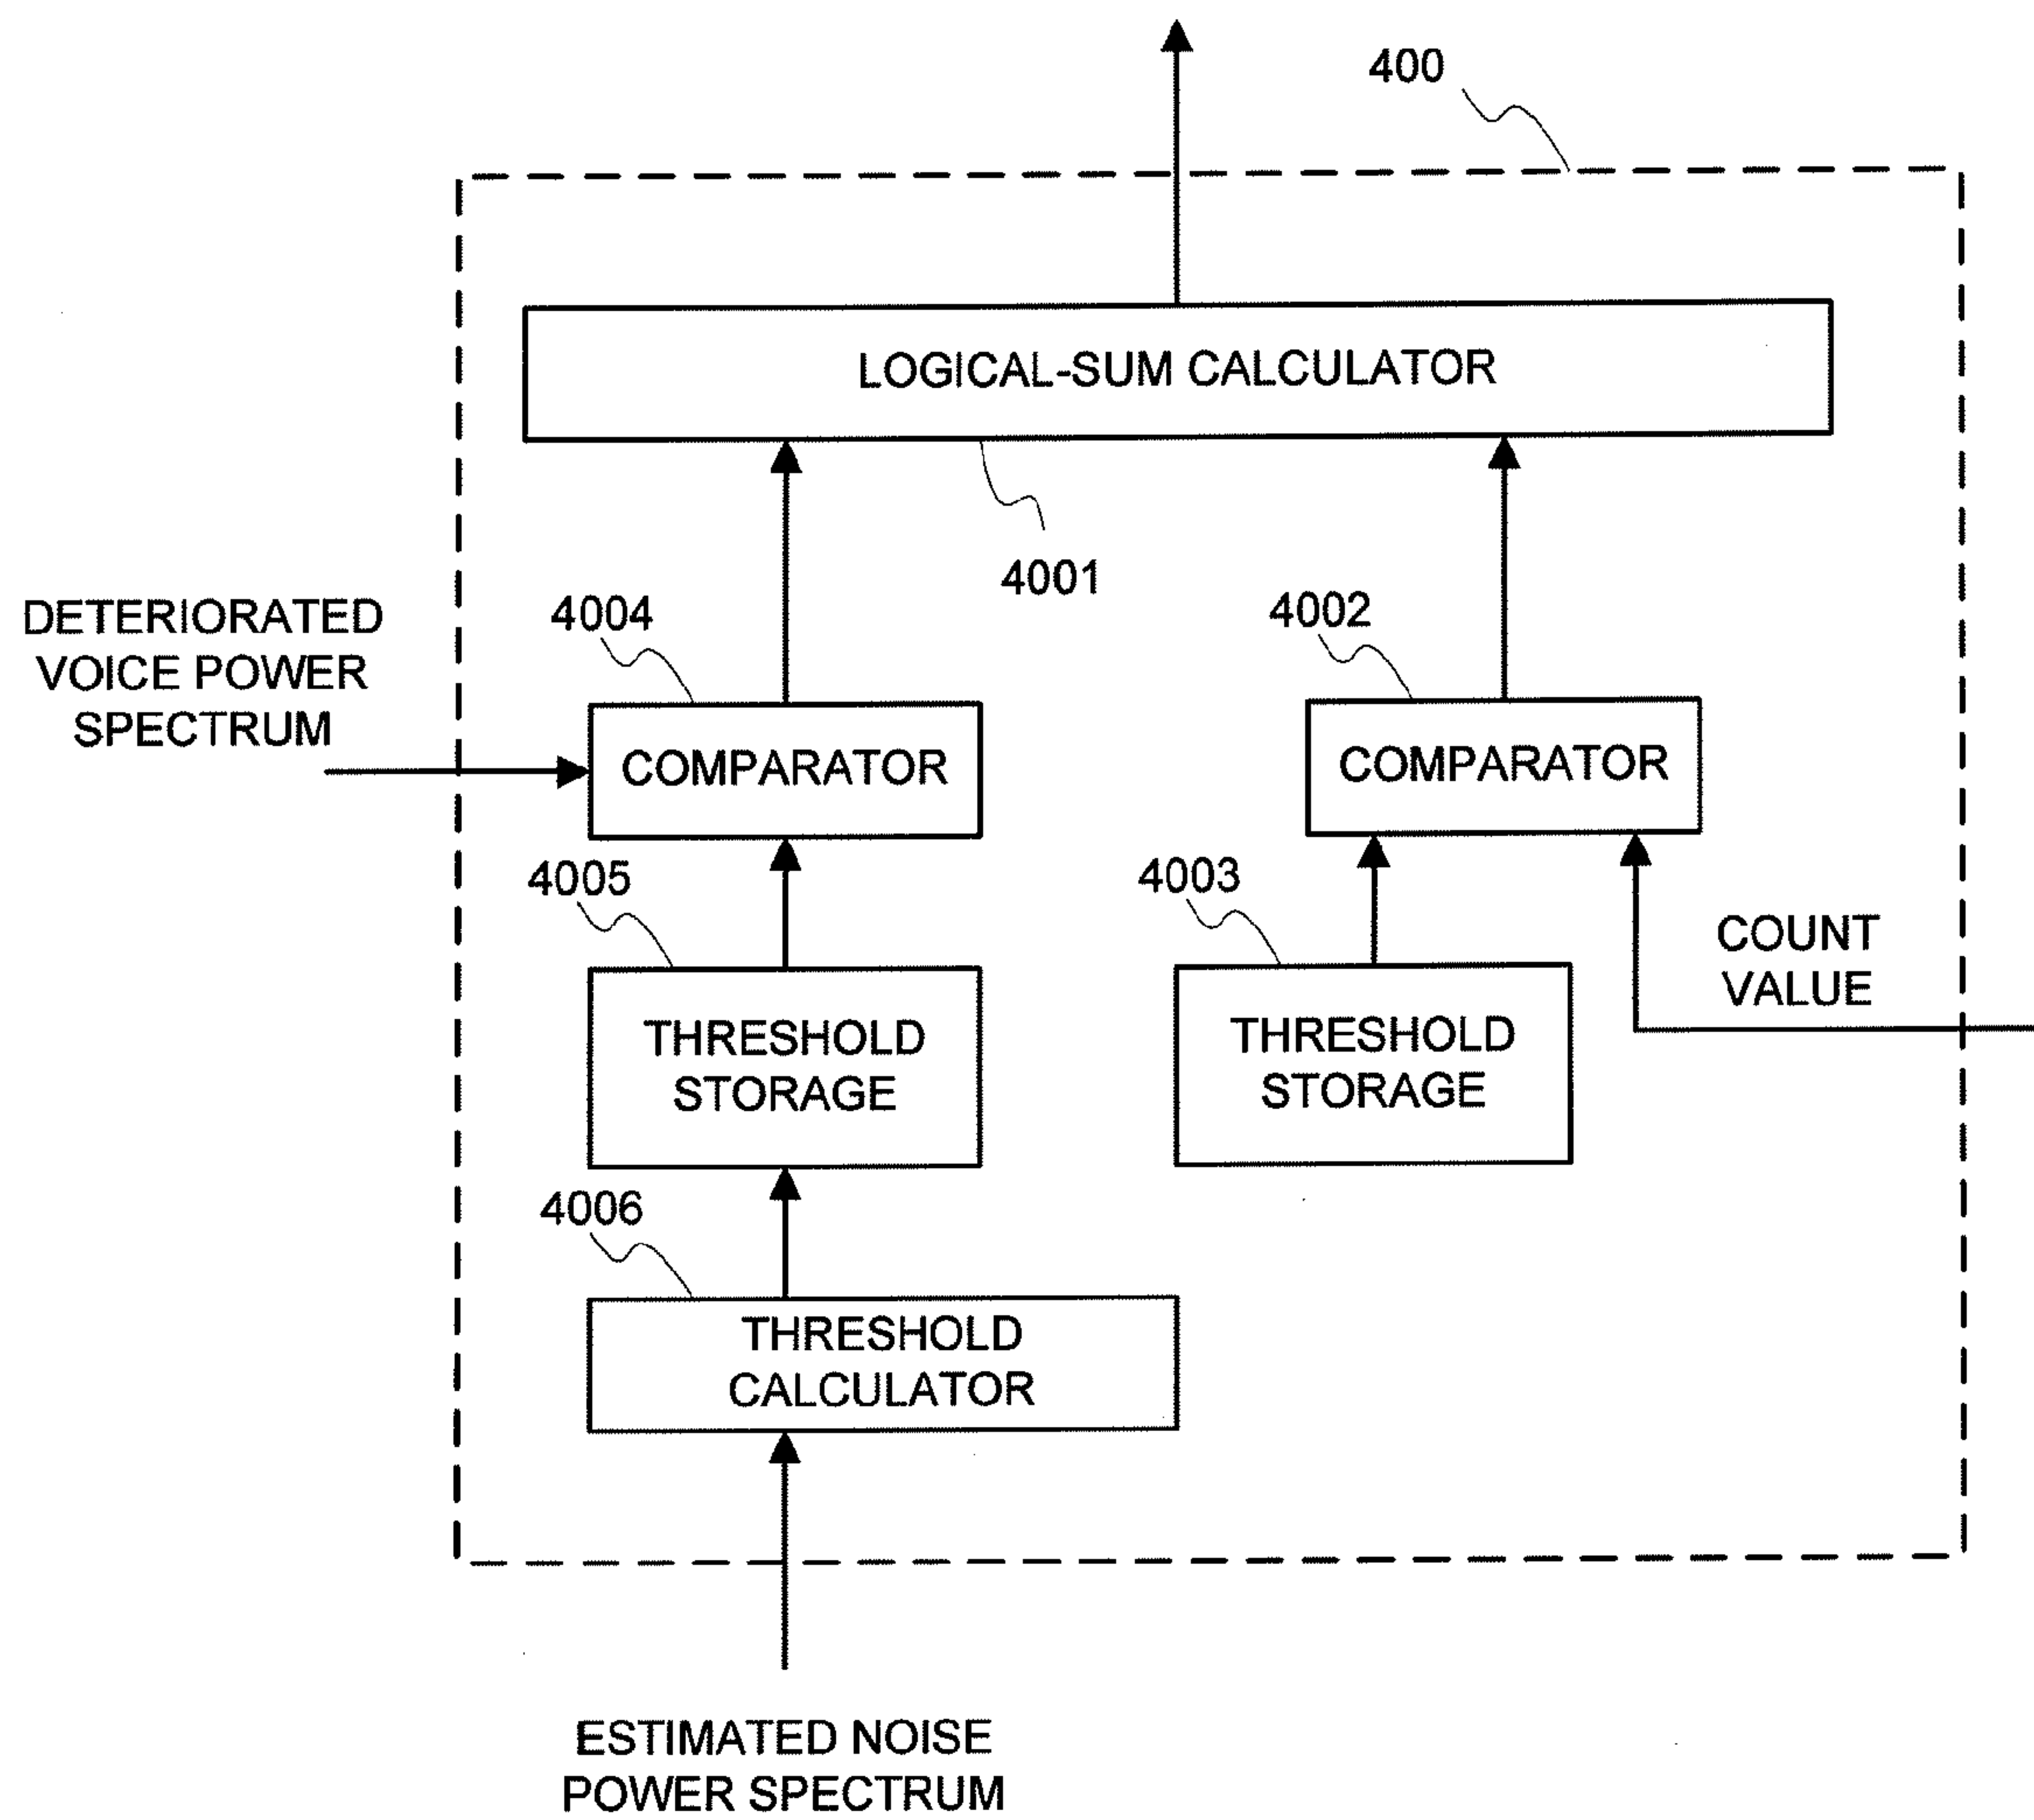 400
LOGICAL-SUM CALCULATOR
4001
DETERIORATED
VOICE POWER
SPECTRUM
4004
4002
COMPARATOR
COMPARATOR
4005
4003
COUNT
VALUE
THRESHOLD
STORAGE
THRESHOLD
STORAGE
4006
THRESHOLD
CALCULATOR
ESTIMATED NOISE
POWER SPECTRUM